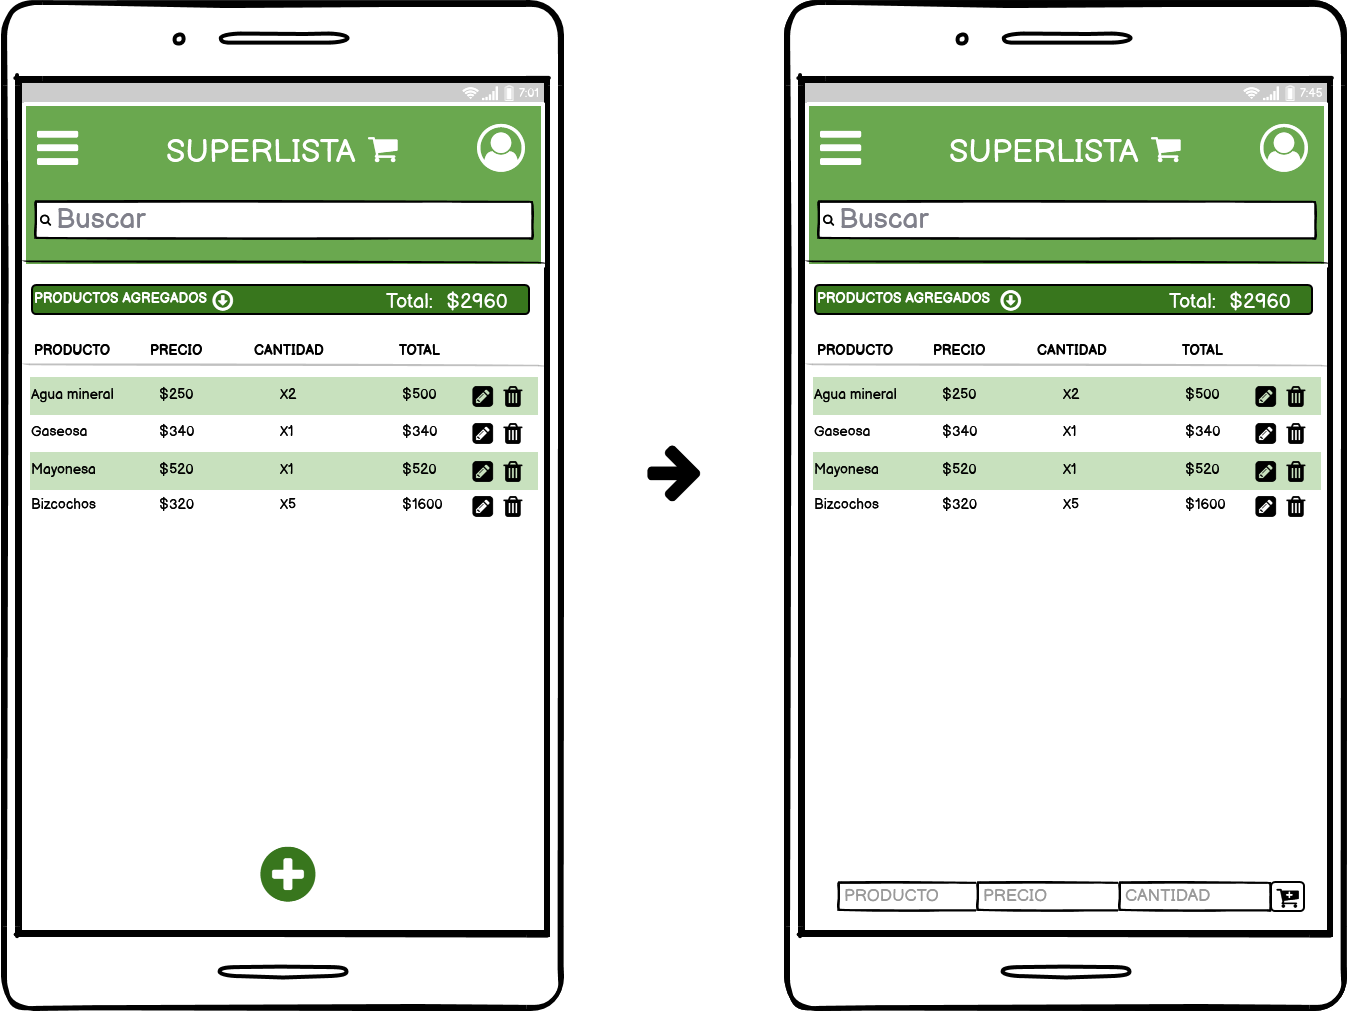 7:01
SUPERLISTA
Buscar
PRODUCTOS AGREGADOS Total: $2960
PRODUCTO PRECIO CANTIDAD TOTAL
Agua mineral $250 X2 $500
Gaseosa $340 X1 $340
Mayonesa $520 X1 $520
Bizcochos $320 X5 $1600
7:45
SUPERLISTA
Buscar
PRODUCTOS AGREGADOS Total: $2960
PRODUCTO PRECIO CANTIDAD TOTAL
Agua mineral $250 X2 $500
Gaseosa $340 X1 $340
Mayonesa $520 X1 $520
Bizcochos $320 X5 $1600
PRODUCTO PRECIO CANTIDAD